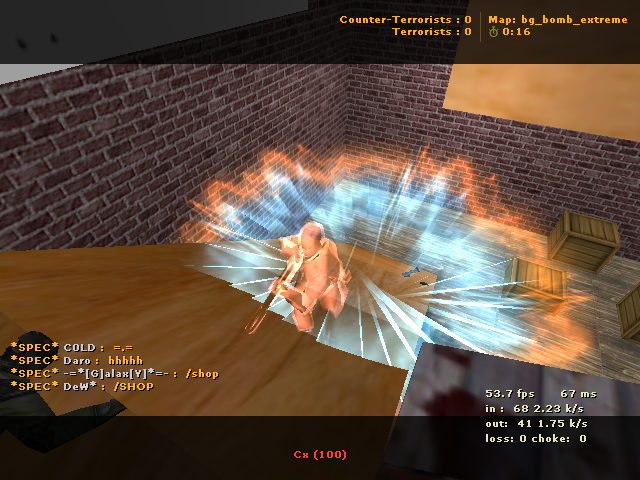 Counter-Terrorists : 0
Terrorists : 0
Map: bg_bomb_extreme
0:16
*SPEC* COLD : =.=
*SPEC* Daro : hhhhh
*SPEC* -=*[G]alax[Y]*=- : /shop
*SPEC* DeW* : /SHOP
53.7 fps 67 ms
in : 68 2.23 k/s
out: 41 1.75 k/s
loss: 0 choke: 0
Cx (100)